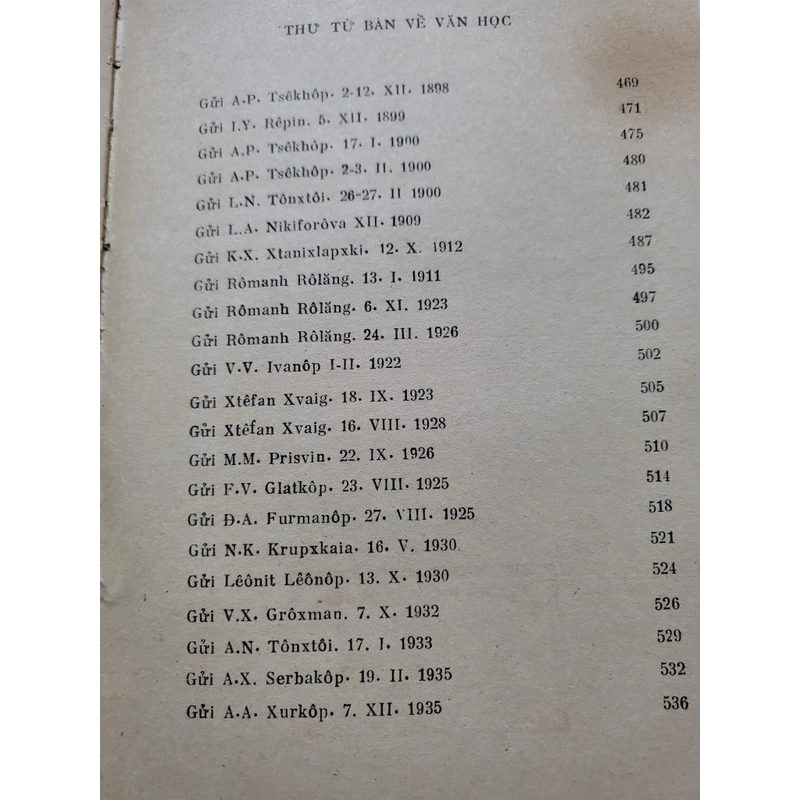 THƯ TỪ BÀN VỀ VĂN HỌC
Gửi A.P. Tsêkhôp. 2-12. XII. 1898 469
Gửi I.Y. Rêpin. 5. XII. 1899 471
Gửi A.P. Tsêkhôp. 17. I. 1900 475
Gửi A.P. Tsêkhôp. 2-3. II. 1900 480
Gửi L.N. Tônxtôi. 26-27. II 1900 481
Gửi L.A. Nikiforôva XII. 1909 482
Gửi K.X. Xtanixlapxki. 12. X. 1912 487
Gửi Rômanh Rôlăng. 13. I. 1911 495
Gửi Rômanh Rôlăng. 6. XI. 1923 497
Gửi Rômanh Rôlăng. 24. III. 1926 500
Gửi V.V. Ivanôp I-II. 1922 502
Gửi Xtêfan Xvaig. 18. IX. 1923 505
Gửi Xtêfan Xvaig. 16. VIII. 1928 507
Gửi M.M. Prisvin. 22. IX. 1926 510
Gửi F.V. Glatkôp. 23. VIII. 1925 514
Gửi Đ.A. Furmanôp. 27. VIII. 1925 518
Gửi N.K. Krupxkaia. 16. V. 1930. 521
Gửi Lêônit Lêônôp. 13. X. 1930 524
Gửi V.X. Grôxman. 7. X. 1932 526
Gửi A.N. Tônxtôi. 17. I. 1933 529
Gửi A.X. Serbakôp. 19. II. 1935 532
Gửi A.A. Xurkôp. 7. XII. 1935 536